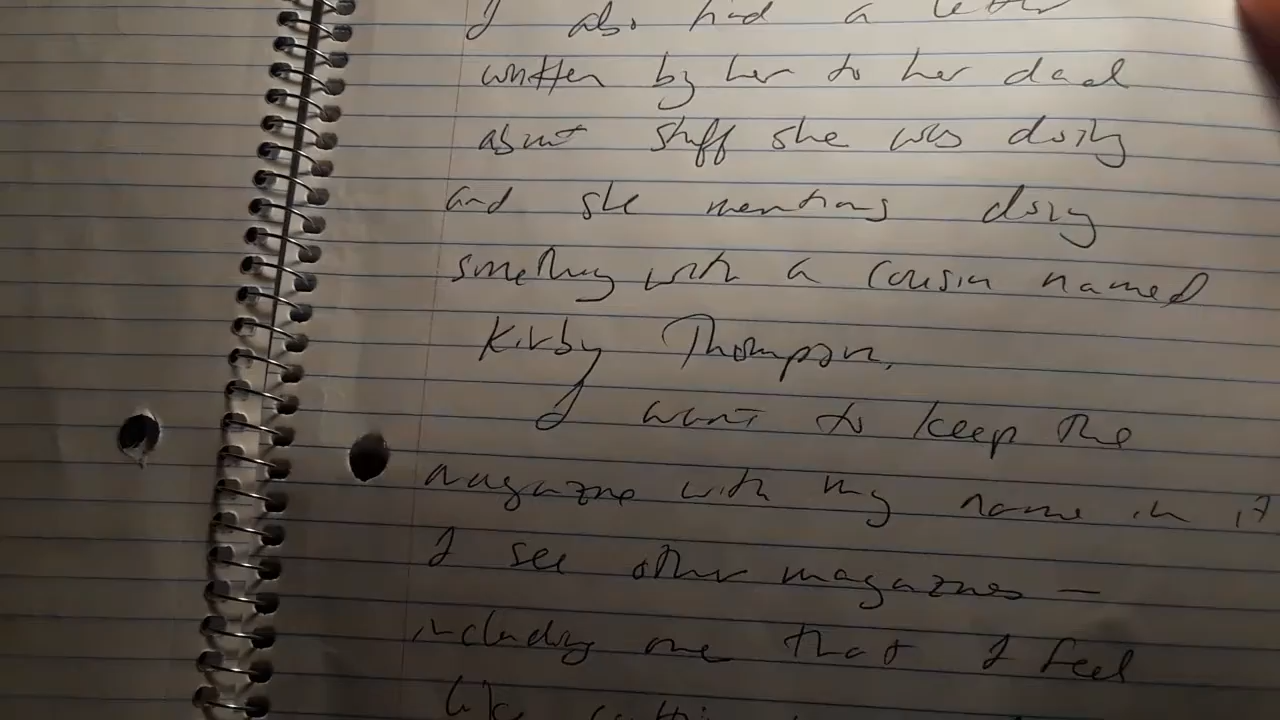 I also had a letter
written by her to her dad
about stuff she was doing
and she mentions doing
something with a cousin named
Kirby Thompson.
I want to keep the
magazine with my name in it
I see other magazines —
including one that I feel
like cutting